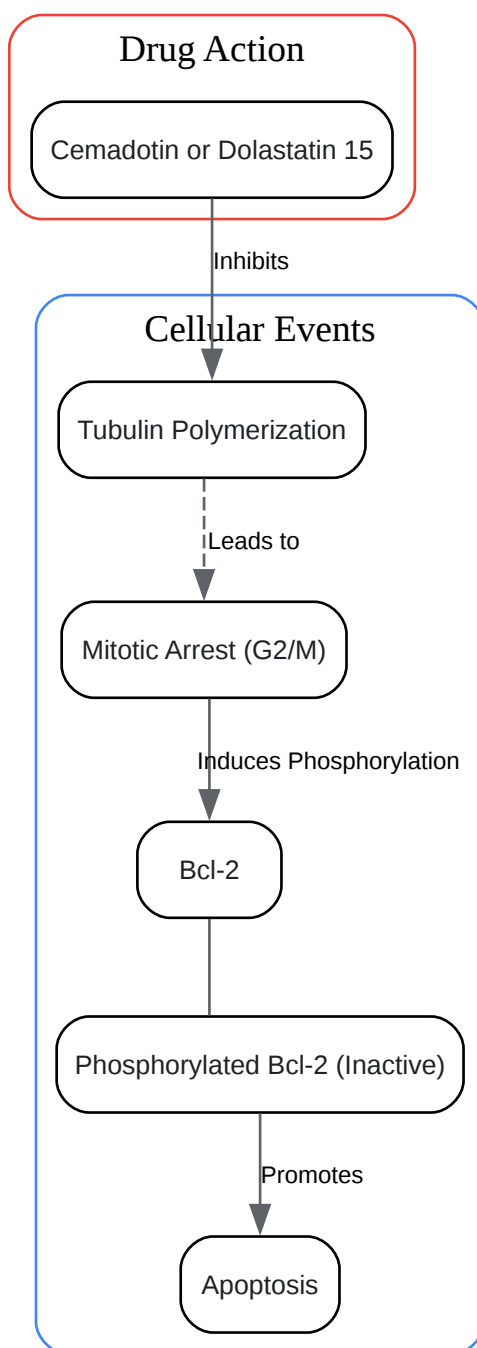 Drug Action
Cemadotin or Dolastatin 15
Inhibits
Cellular Events
Tubulin Polymerization
Leads to
Mitotic Arrest (G2/M)
Induces Phosphorylation
Bcl-2
Phosphorylated Bcl-2 (Inactive)
Promotes
Apoptosis